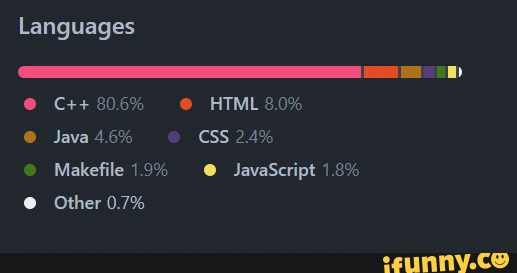 Languages
C++ 80.6% HTML 8.0%
Java 4.6% CSS 2.4%
Makefile 1.9% JavaScript 1.8%
Other 0.7%
ifunny.co